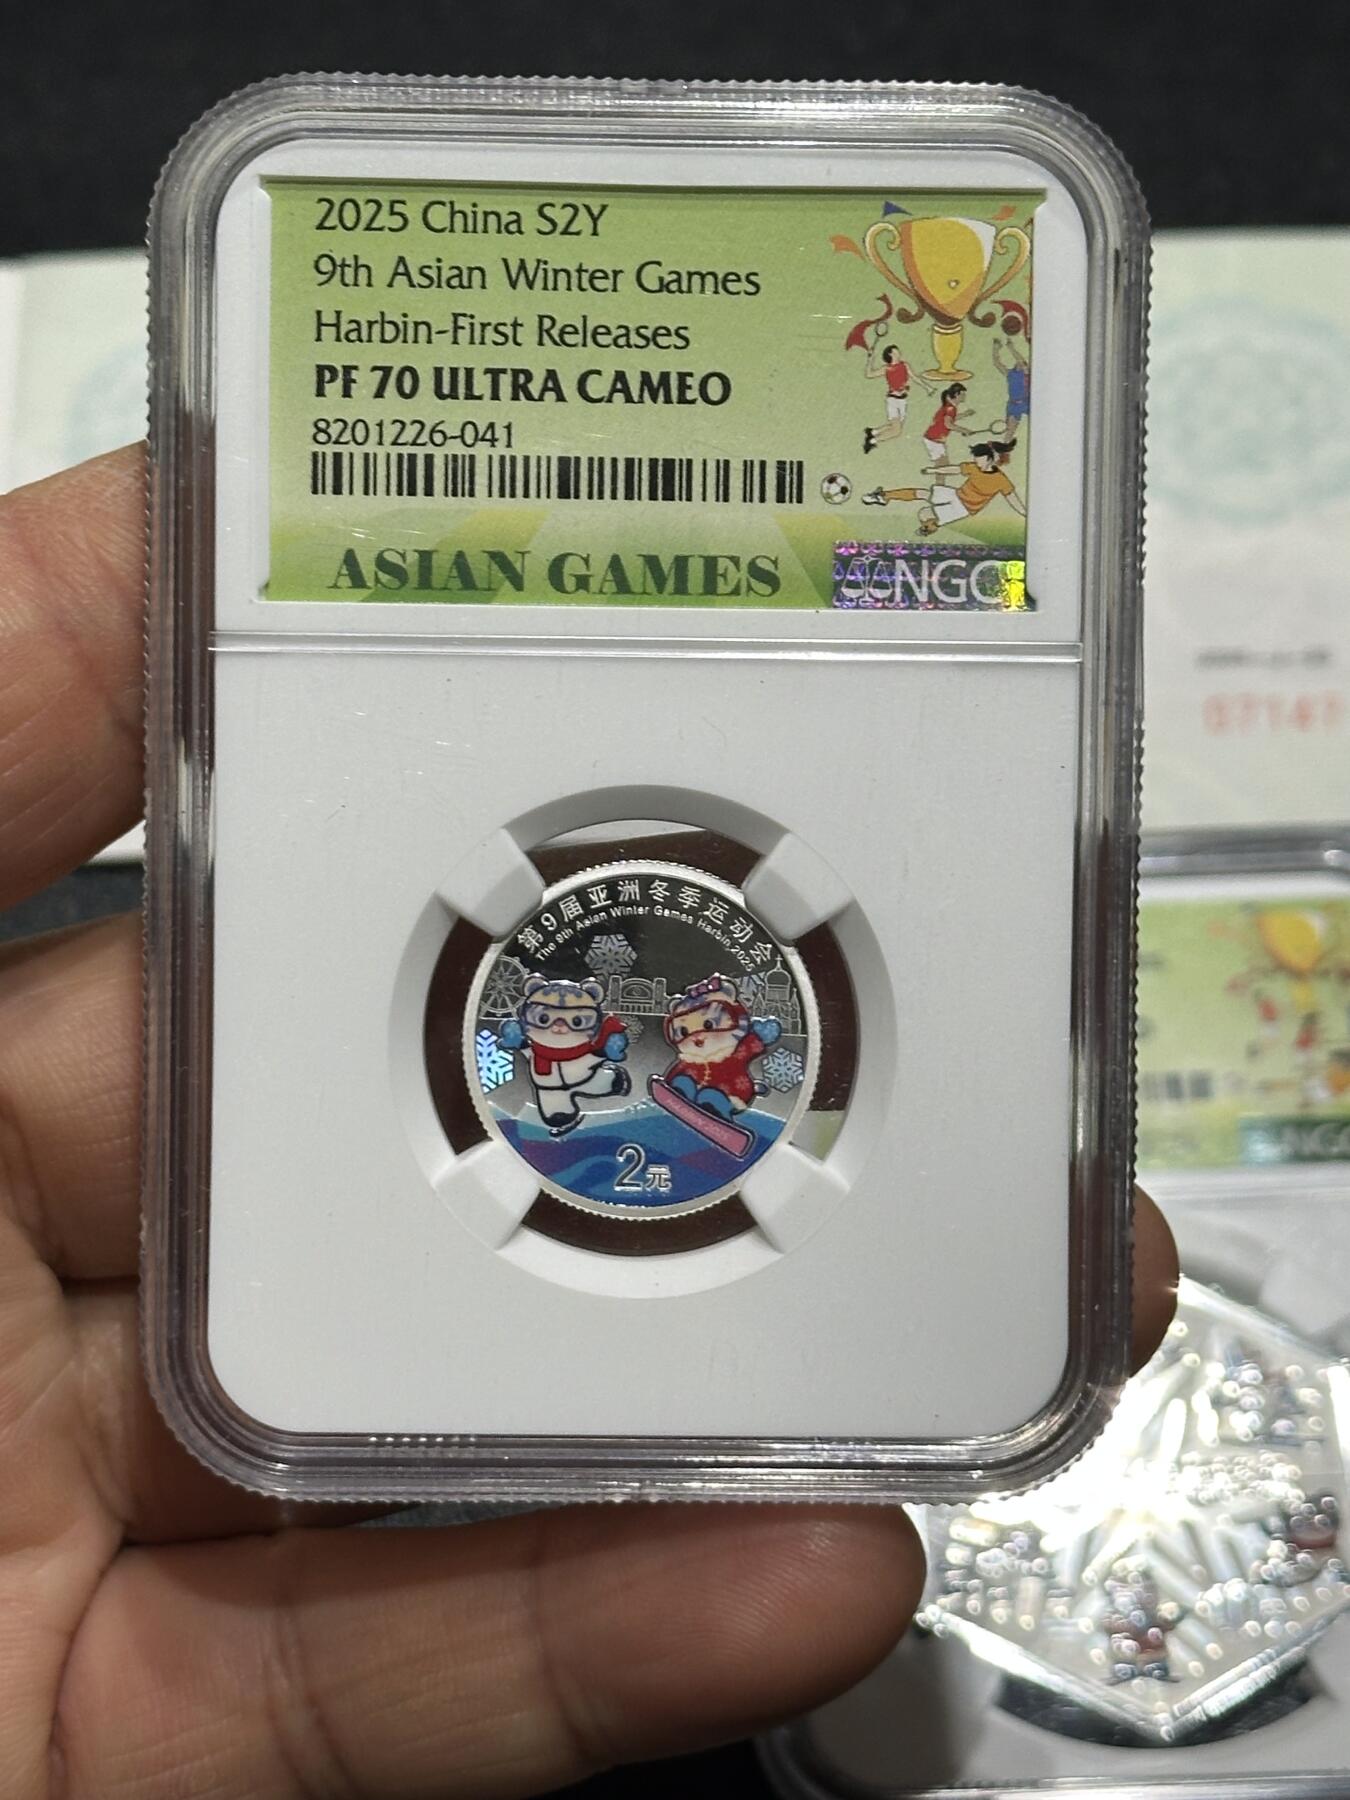 2025 China S2Y
9th Asian Winter Games
Harbin-First Releases
PF 70 ULTRA CAMEO
8201226-041
ASIAN GAMES
NGC
第9届亚洲冬季运动会
The 9th Asian Winter Games Harbin 2025
2元
07147
NGC